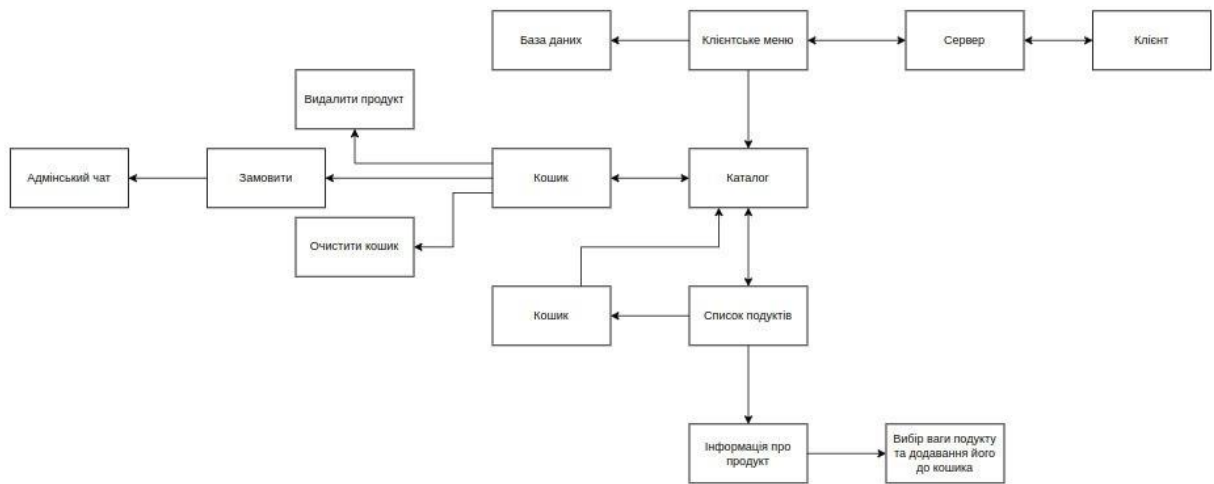 База даних
Клієнтське меню
Сервер
Клієнт
Видалити продукт
Адмінський чат
Замовити
Кошик
Каталог
Очистити кошик
Кошик
Список подуктів
Інформація про
продукт
Вибір ваги подукту
та додавання його
до кошика